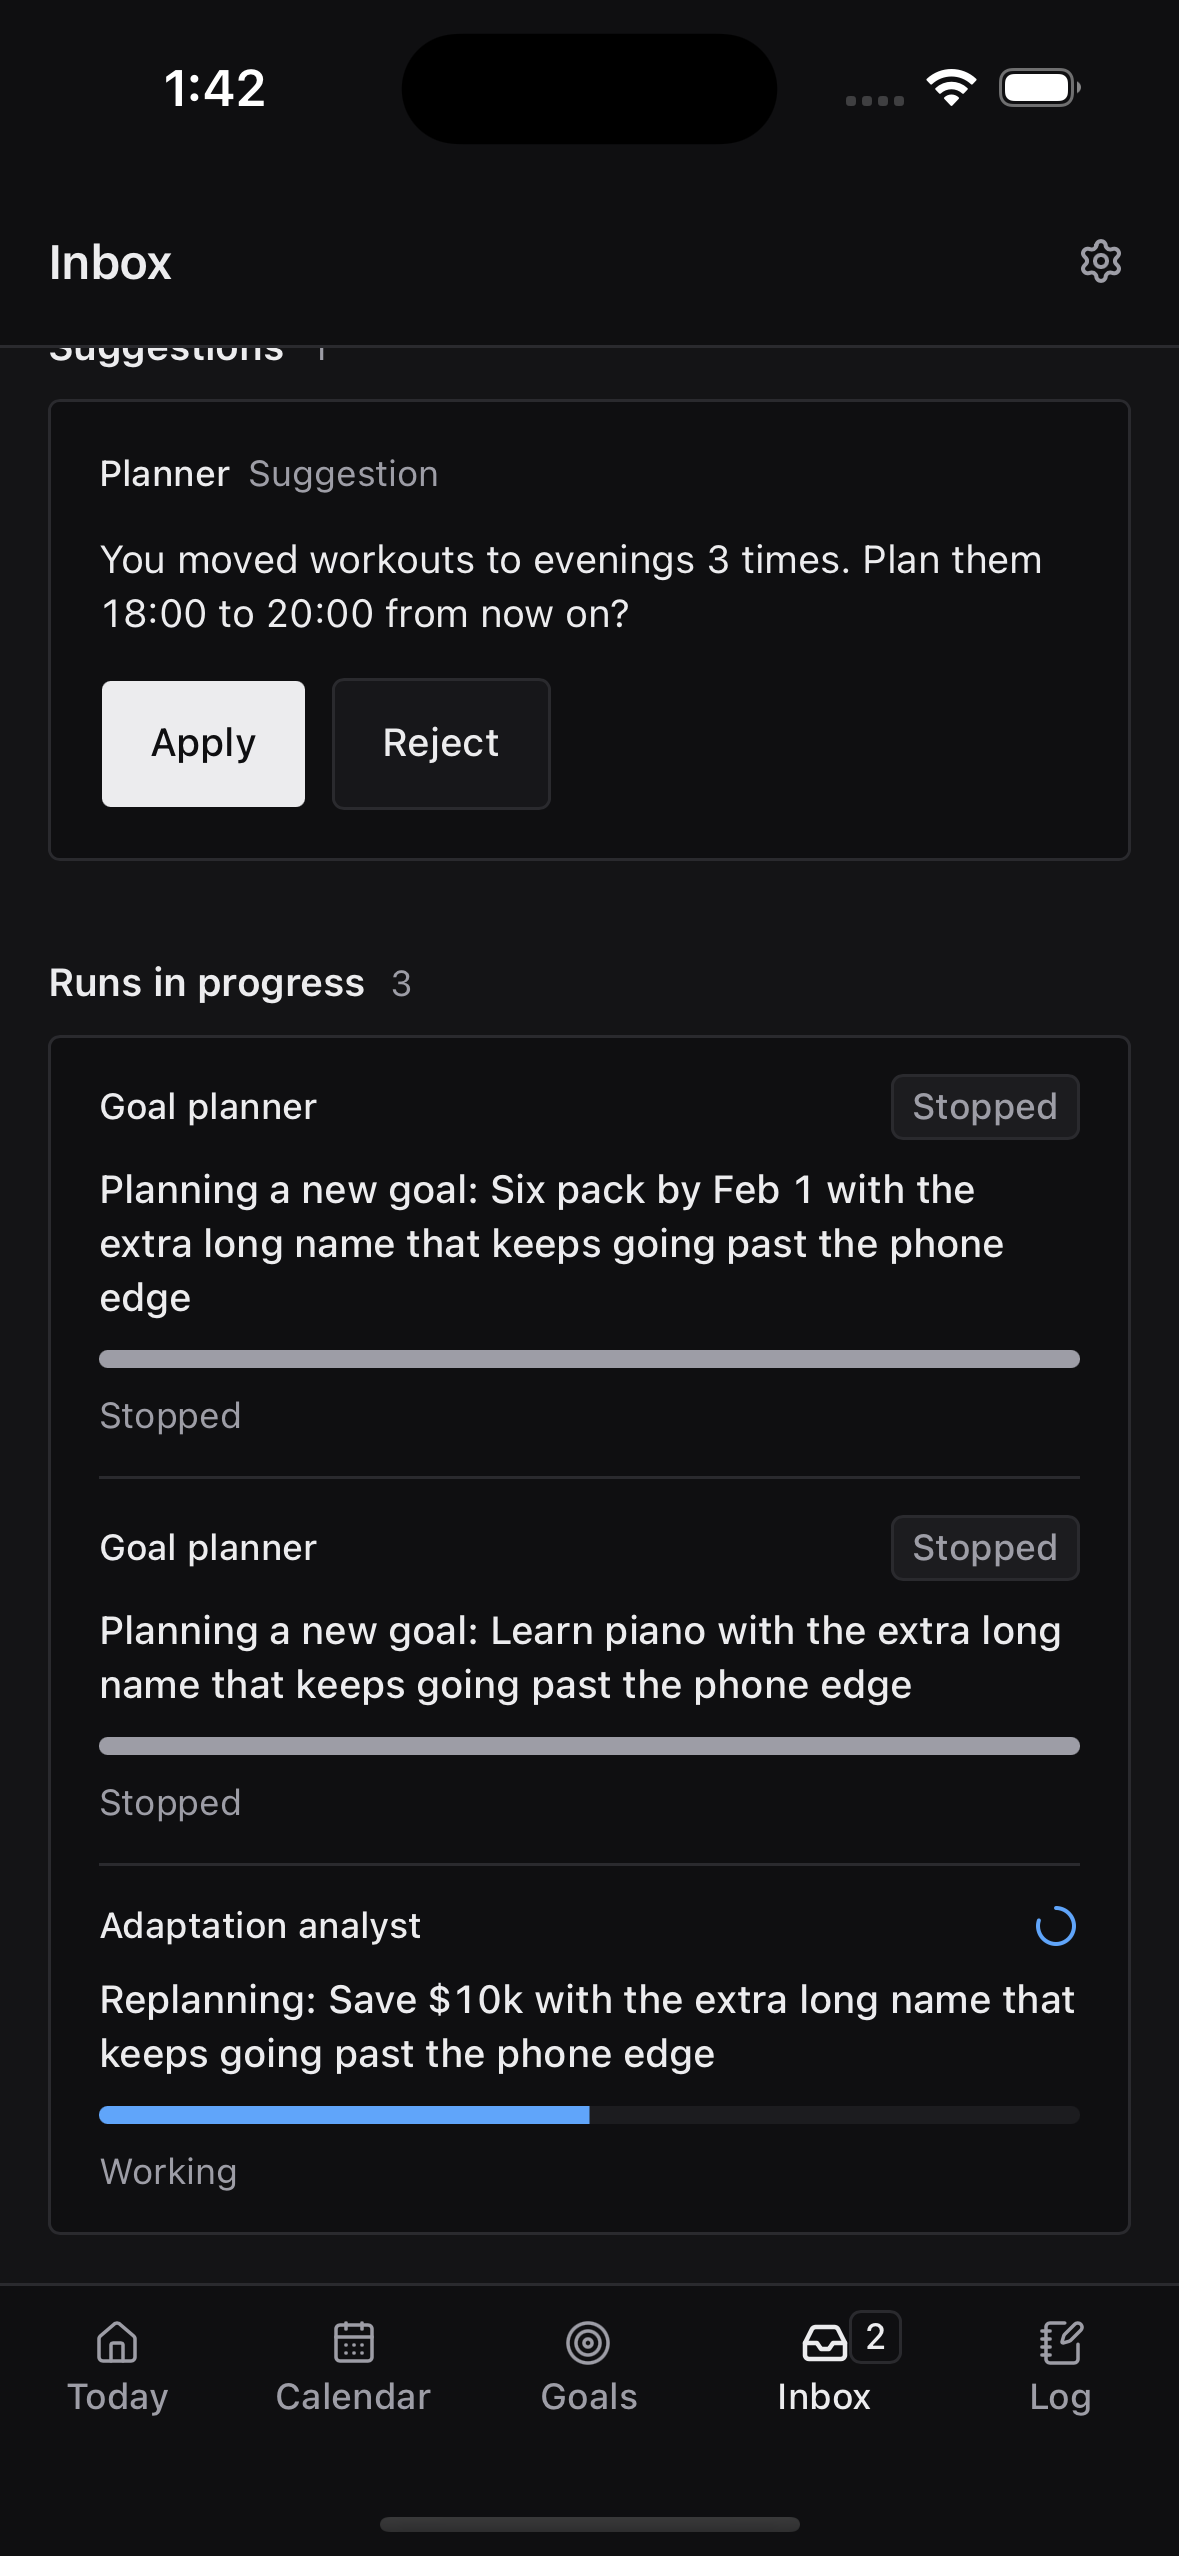 1:42
Inbox
Suggestions 1
Planner Suggestion
You moved workouts to evenings 3 times. Plan them
18:00 to 20:00 from now on?
Apply
Reject
Runs in progress 3
Goal planner
Stopped
Planning a new goal: Six pack by Feb 1 with the
extra long name that keeps going past the phone
edge
Stopped
Goal planner
Stopped
Planning a new goal: Learn piano with the extra long
name that keeps going past the phone edge
Stopped
Adaptation analyst
Replanning: Save $10k with the extra long name that
keeps going past the phone edge
Working
2
Today
Calendar
Goals
Inbox
Log